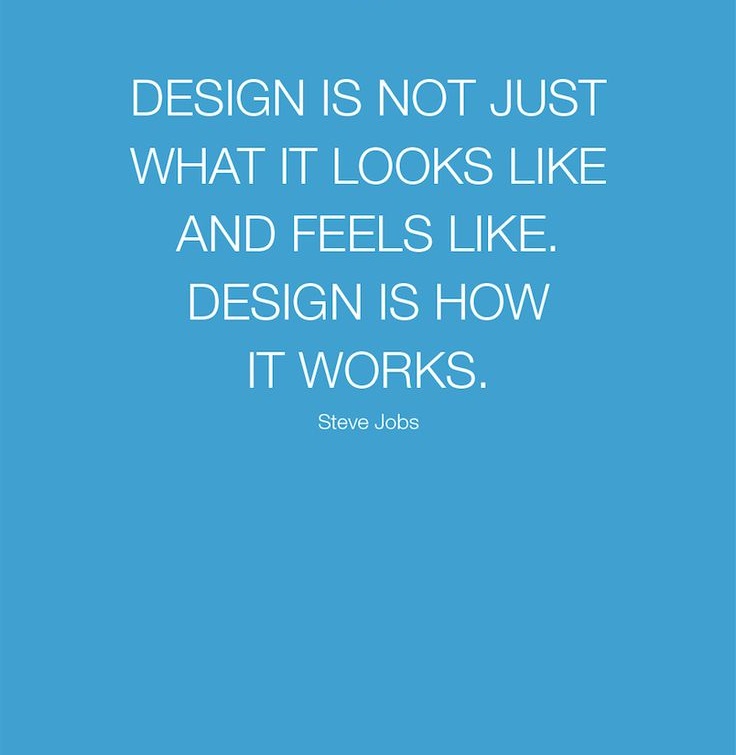 DESIGN IS NOT JUST
WHAT IT LOOKS LIKE
AND FEELS LIKE.
DESIGN IS HOW
IT WORKS.
Steve Jobs